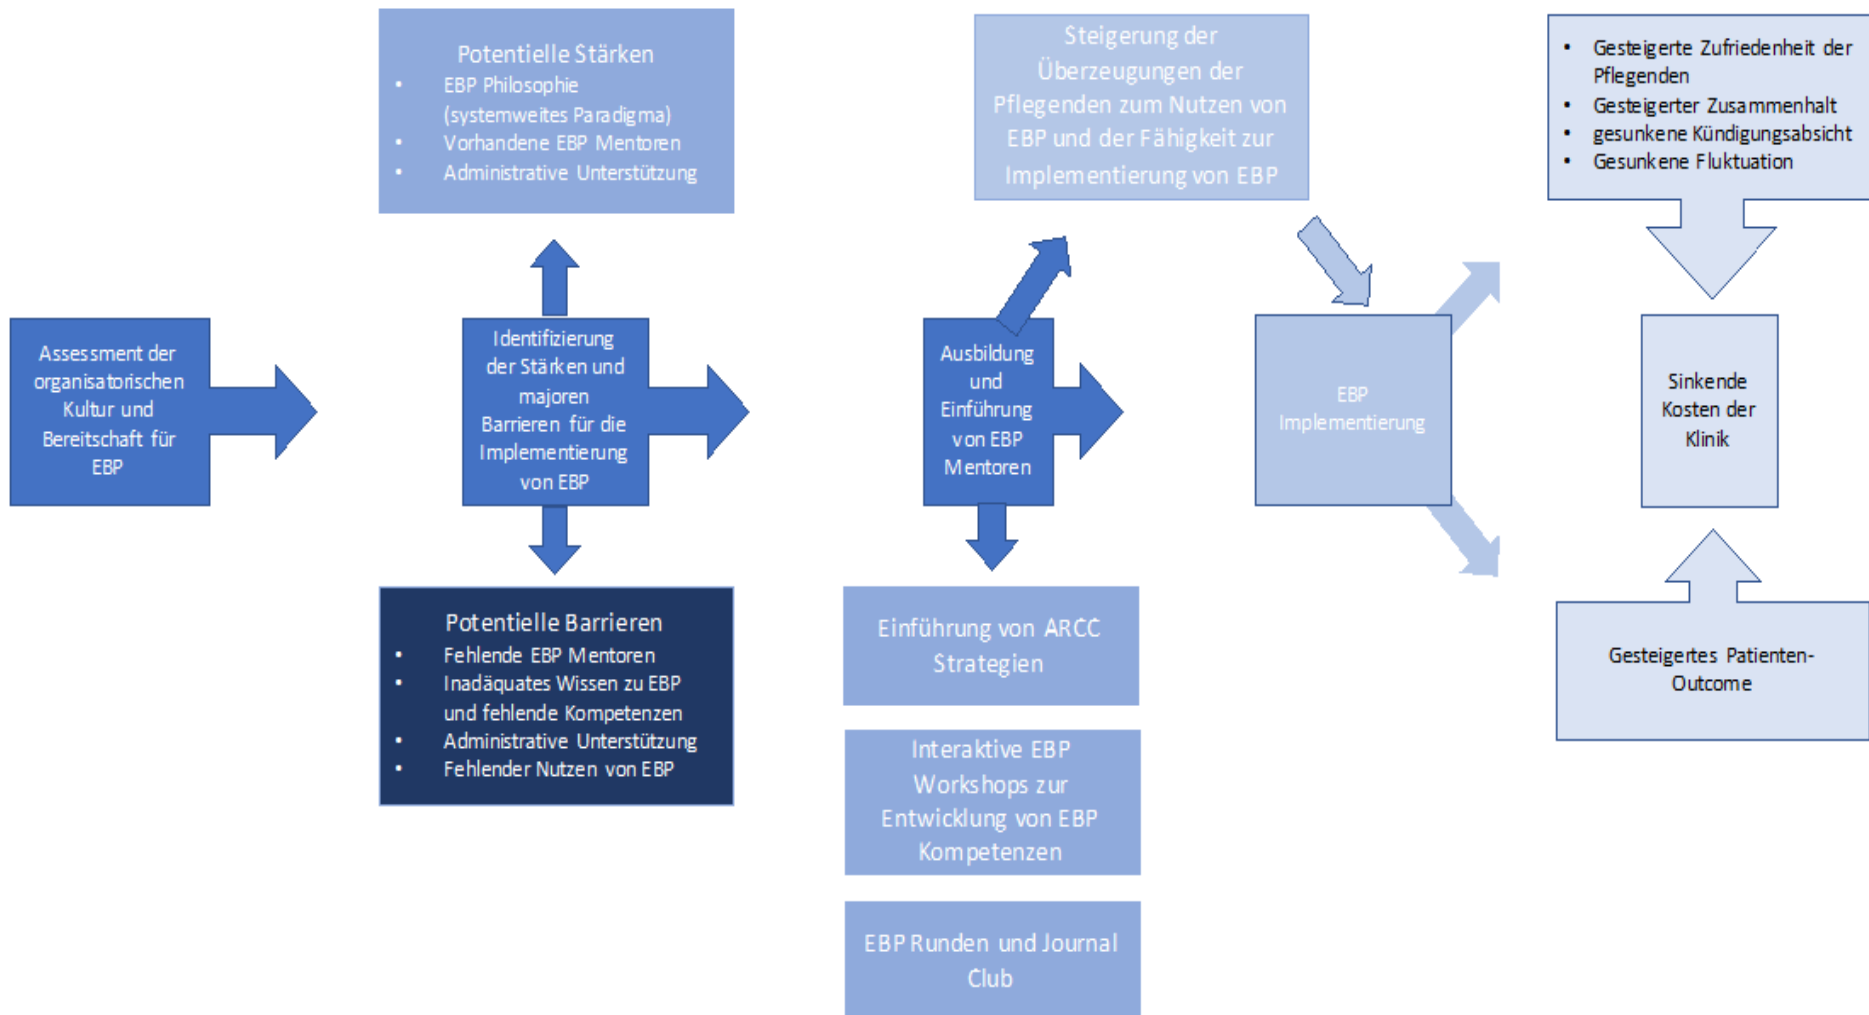 Assessment der
organisatorischen
Kultur und
Bereitschaft für
EBP
Potentielle Stärken
• EBP Philosophie
(systemweites Paradigma)
• Vorhandene EBP Mentoren
• Administrative Unterstützung
Identifizierung
der Stärken und
majoren
Barrieren für die
Implementierung
von EBP
Potentielle Barrieren
• Fehlende EBP Mentoren
• Inadäquates Wissen zu EBP
und fehlende Kompetenzen
• Administrative Unterstützung
• Fehlender Nutzen von EBP
Steigerung der
Überzeugungen der
Pflegenden zum Nutzen von
EBP und der Fähigkeit zur
Implementierung von EBP
Ausbildung
und
Einführung
von EBP
Mentoren
Einführung von ARCC
Strategien
Interaktive EBP
Workshops zur
Entwicklung von EBP
Kompetenzen
EBP Runden und Journal
Club
EBP
Implementierung
• Gesteigerte Zufriedenheit der
Pflegenden
• Gesteigerter Zusammenhalt
• gesunkene Kündigungsabsicht
• Gesunkene Fluktuation
Sinkende
Kosten der
Klinik
Gesteigertes Patienten-
Outcome